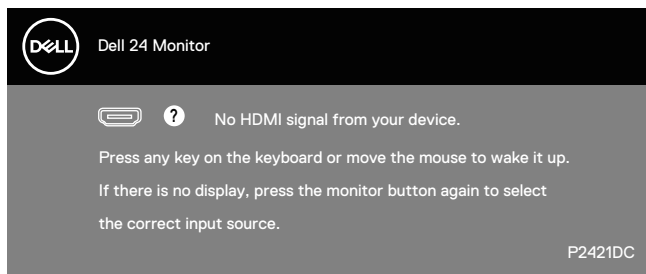 DELL
Dell 24 Monitor
? No HDMI signal from your device.
Press any key on the keyboard or move the mouse to wake it up.
If there is no display, press the monitor button again to select
the correct input source.
P2421DC